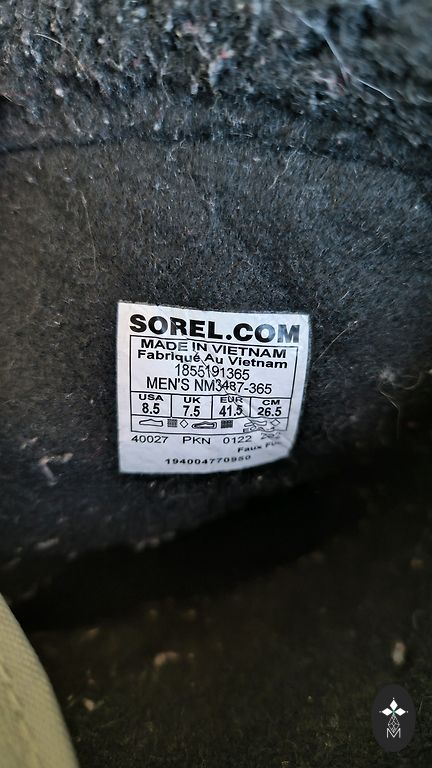 SOREL.COM
MADE IN VIETNAM
Fabriqué Au Vietnam
1855191365
MEN'S NM3487-365
USA UK EUR CM
8.5 7.5 41.5 26.5
40027 PKN 0122
Faux
194004770950
M